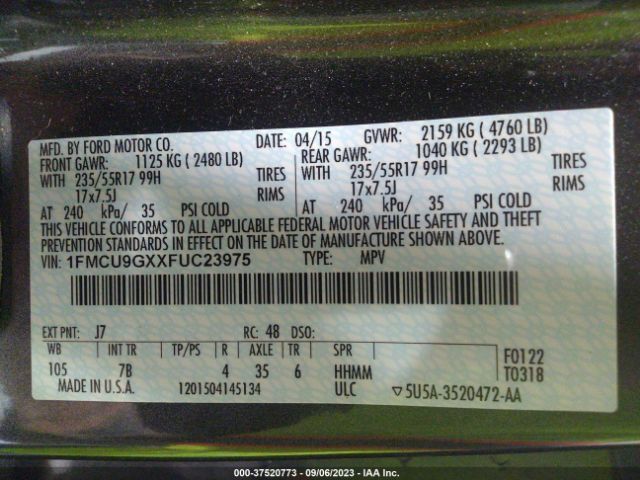 MFD. BY FORD MOTOR CO. DATE: 04/15 GVWR: 2159 KG ( 4760 LB)
FRONT GAWR: 1125 KG ( 2480 LB) REAR GAWR: 1040 KG ( 2293 LB)
WITH 235/55R17 99H TIRES WITH 235/55R17 99H TIRES
17x7.5J RIMS 17x7.5J RIMS
AT 240 kPa/ 35 PSI COLD AT 240 kPa/ 35 PSI COLD
THIS VEHICLE CONFORMS TO ALL APPLICABLE FEDERAL MOTOR VEHICLE SAFETY AND THEFT
PREVENTION STANDARDS IN EFFECT ON THE DATE OF MANUFACTURE SHOWN ABOVE.
VIN: 1FMCU9GXXFUC23975 TYPE: MPV
EXT PNT: J7 RC: 48 DSO:
WB INT TR TP/PS R AXLE TR SPR F0122
105 7B 4 35 6 HHMM T0318
MADE IN U.S.A. 1201504145134 ULC ▽5U5A-3520472-AA
000-37520773 - 09/06/2023 - IAA Inc.